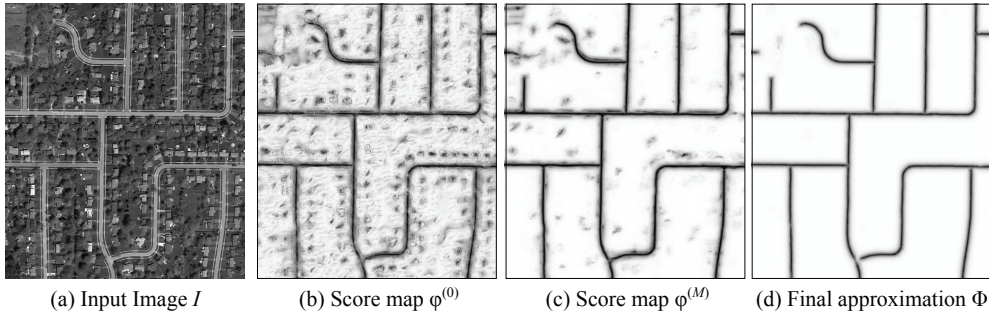 (a) Input Image I
(b) Score map φ(0)
(c) Score map φ(M)
(d) Final approximation Φ